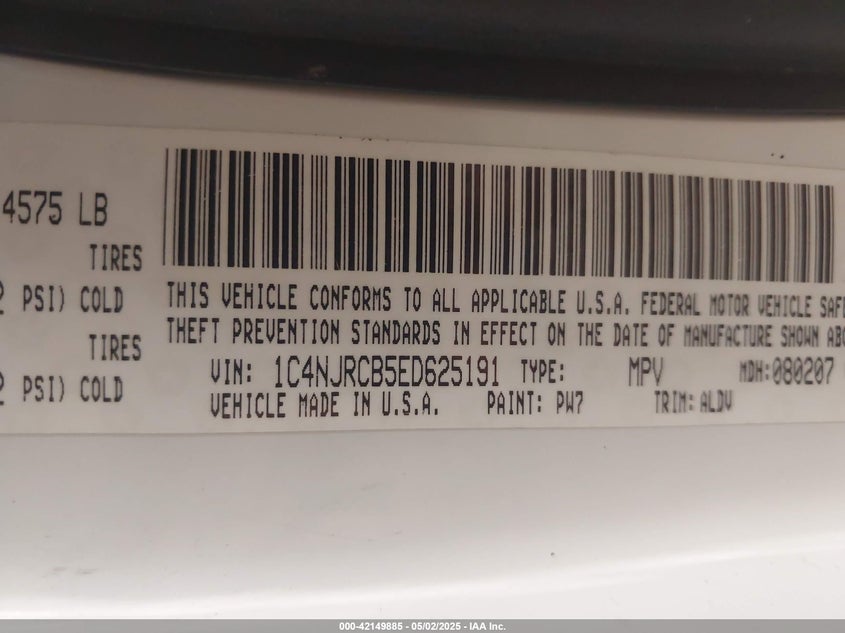 4575 LB
TIRES
PSI) COLD
TIRES
PSI) COLD
THIS VEHICLE CONFORMS TO ALL APPLICABLE U.S.A. FEDERAL MOTOR VEHICLE SAFE
THEFT PREVENTION STANDARDS IN EFFECT ON THE DATE OF MANUFACTURE SHOWN ABO
VIN: 1C4NJRCB5ED625191 TYPE: MPV MDH:080207
VEHICLE MADE IN U.S.A. PAINT: PW7 TRIM: ALDV
000-42149885 - 05/02/2025 - IAA Inc.